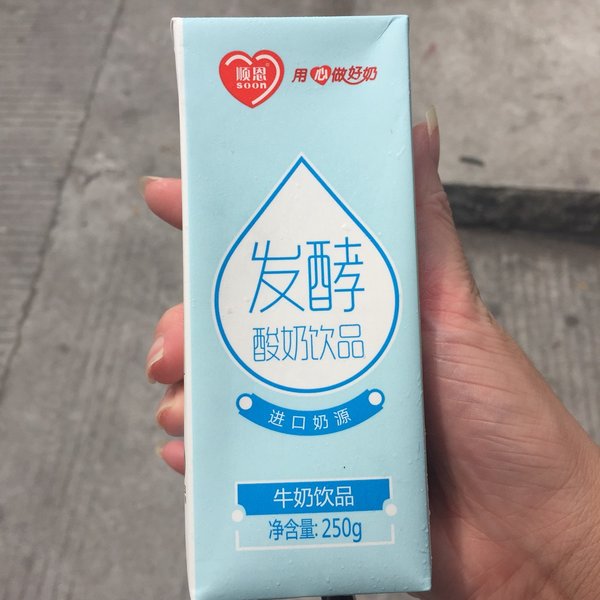 顺恩
soon
用心做好奶
发酵
酸奶饮品
进口奶源
牛奶饮品
净含量: 250g